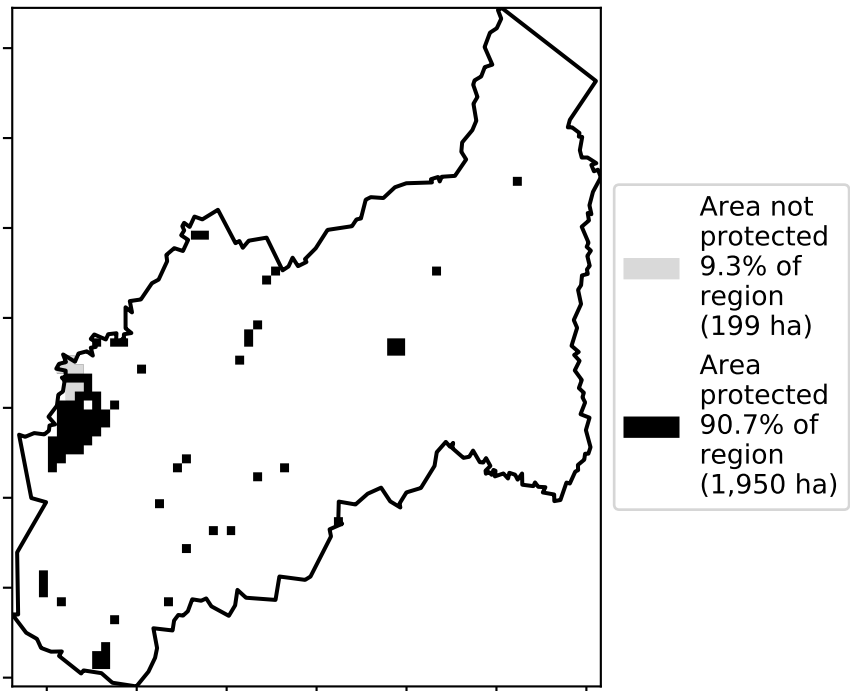 Area not
protected
9.3% of
region
(199 ha)
Area
protected
90.7% of
region
(1,950 ha)